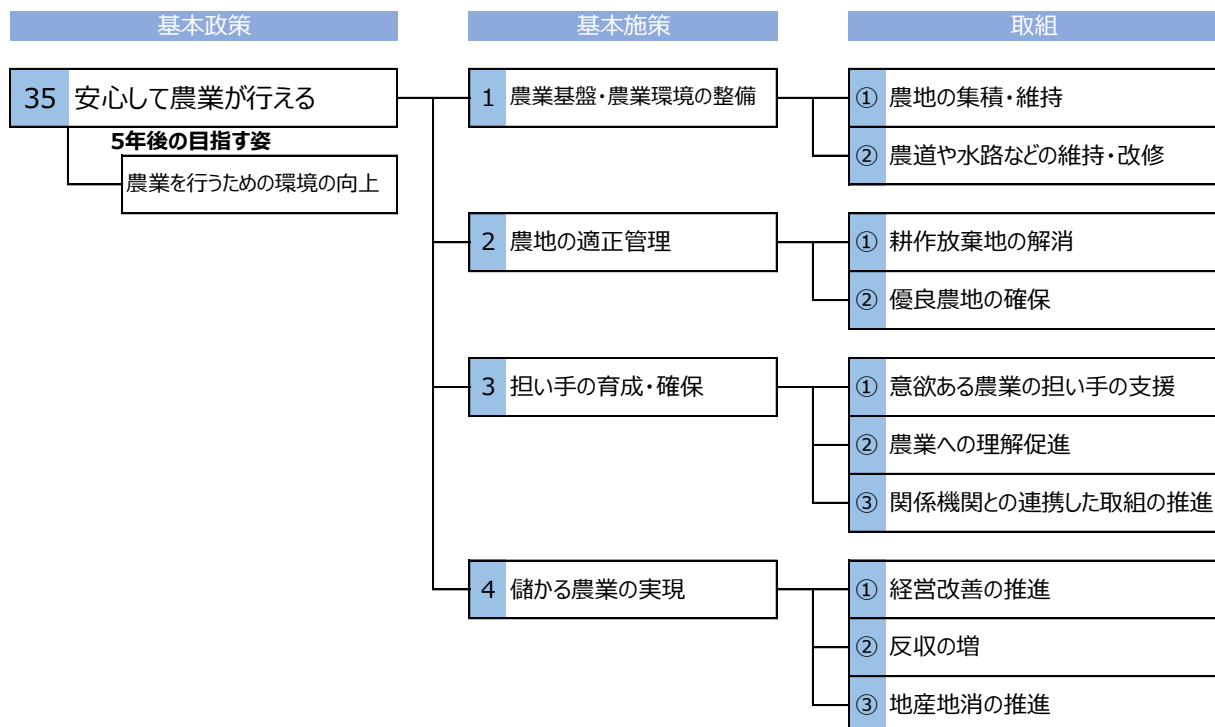 基本政策
基本施策
取組
35 安心して農業が行える
5年後の目指す姿
農業を行うための環境の向上
1 農業基盤・農業環境の整備
① 農地の集積・維持
② 農道や水路などの維持・改修
2 農地の適正管理
① 耕作放棄地の解消
② 優良農地の確保
3 担い手の育成・確保
① 意欲ある農業の担い手の支援
② 農業への理解促進
③ 関係機関との連携した取組の推進
4 儲かる農業の実現
① 経営改善の推進
② 反収の増
③ 地産地消の推進